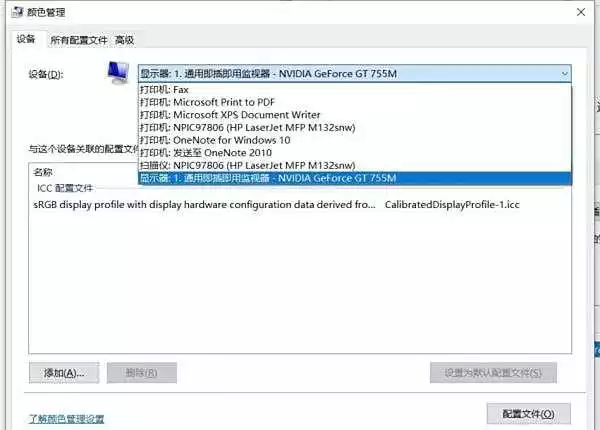 颜色管理
设备 所有配置文件 高级
设备(D): 显示器: 1. 通用即插即用监视器 - NVIDIA GeForce GT 755M
打印机: Fax
打印机: Microsoft Print to PDF
打印机: Microsoft XPS Document Writer
打印机: NPIC97806 (HP LaserJet MFP M132snw)
打印机: OneNote for Windows 10
与这个设备关联的配置文件
打印机: 发送至 OneNote 2010
扫描仪: NPIC97806 (HP LaserJet MFP M132snw)
名称
显示器: 1. 通用即插即用监视器 - NVIDIA GeForce GT 755M
ICC 配置文件
sRGB display profile with display hardware configuration data derived fro... CalibratedDisplayProfile-1.icc
添加(A)... 删除(R) 设置为默认配置文件(S)
了解颜色管理设置 配置文件(O)